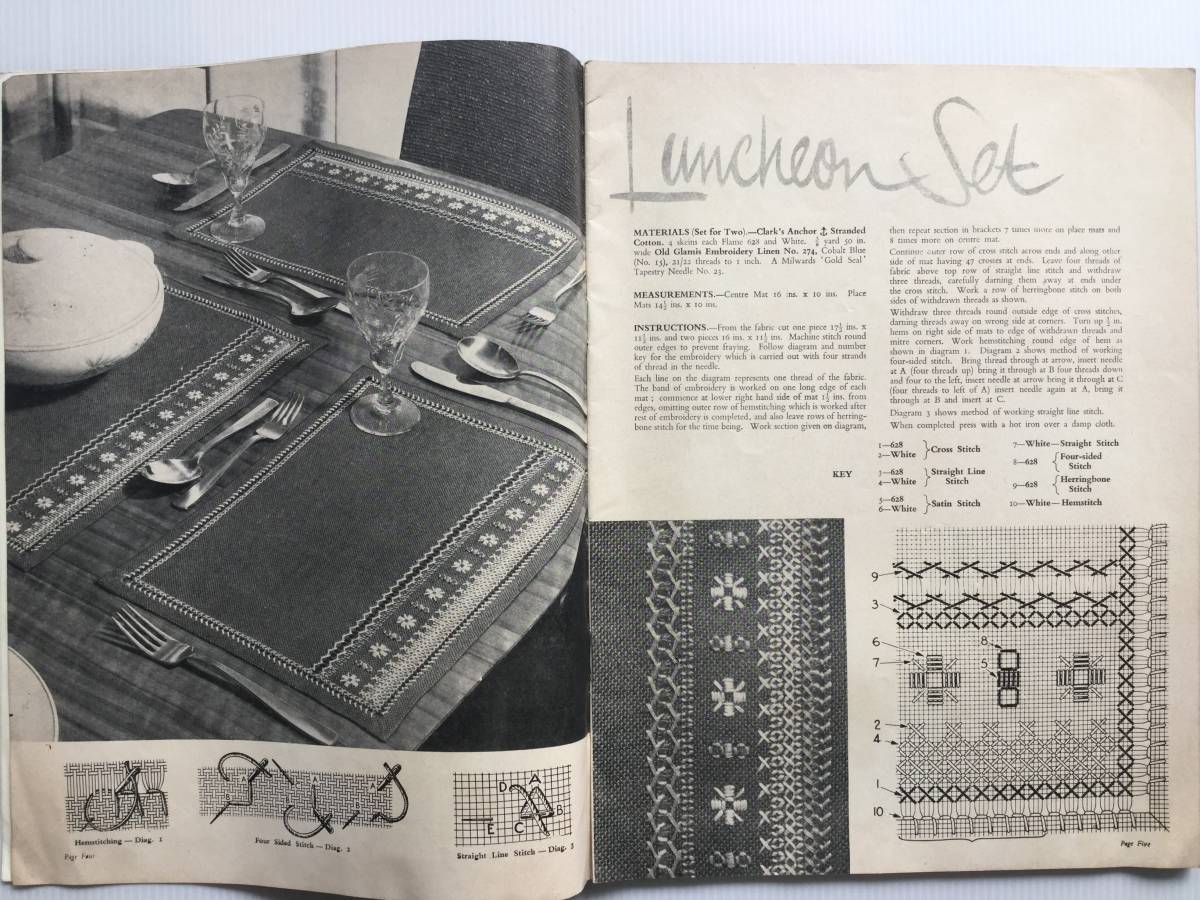 Hemstitching — Diag. 1
Four Sided Stitch — Diag. 2
Straight Line Stitch — Diag. 3
A
B
A
B
A
B
D
A
B
C
E
Page Four
Luncheon Set
MATERIALS (Set for Two).—Clark's Anchor Stranded
Cotton. 4 skeins each Flame 628 and White. yard 50 in.
wide Old Glamis Embroidery Linen No. 274, Cobalt Blue
(No. 15), 21/22 threads to 1 inch. A Milwards 'Gold Seal'
Tapestry Needle No. 23.
MEASUREMENTS.—Centre Mat 16 ins. x 10 ins. Place
Mats 14½ ins. x 10 ins.
INSTRUCTIONS.—From the fabric cut one piece 17½ ins. x
11½ ins. and two pieces 16 ins. x 11½ ins. Machine stitch round
outer edges to prevent fraying. Follow diagram and number
key for the embroidery which is carried out with four strands
of thread in the needle.
Each line on the diagram represents one thread of the fabric.
The band of embroidery is worked on one long edge of each
mat ; commence at lower right hand side of mat 1½ ins. from
edges, omitting outer row of hemstitching which is worked after
rest of embroidery is completed, and also leave rows of herring-
bone stitch for the time being. Work section given on diagram,
then repeat section in brackets 7 times more on place mats and
8 times more on centre mat.
Continue outer row of cross stitch across ends and along other
side of mat having 47 crosses at ends. Leave four threads of
fabric above top row of straight line stitch and withdraw
three threads, carefully darning them away at ends under
the cross stitch. Work a row of herringbone stitch on both
sides of withdrawn threads as shown.
Withdraw three threads round outside edge of cross stitches,
darning threads away on wrong side at corners. Turn up ½ in.
hems on right side of mats to edge of withdrawn threads and
mitre corners. Work hemstitching round edge of hem as
shown in diagram 1. Diagram 2 shows method of working
four-sided stitch. Bring thread through at arrow, insert needle
at A (four threads up) bring it through at B four threads down
and four to the left, insert needle at arrow bring it through at C
(four threads to left of A) insert needle again at A, bring it
through at B and insert at C.
Diagram 3 shows method of working straight line stitch.
When completed press with a hot iron over a damp cloth.
KEY
1—628
2—White } Cross Stitch
3—628
4—White } Straight Line Stitch
5—628
6—White } Satin Stitch
7—White—Straight Stitch
8—628 { Four-sided Stitch
9—628 { Herringbone Stitch
10—White—Hemstitch
9
3
6
8
7
5
2
4
1
10
Page Five